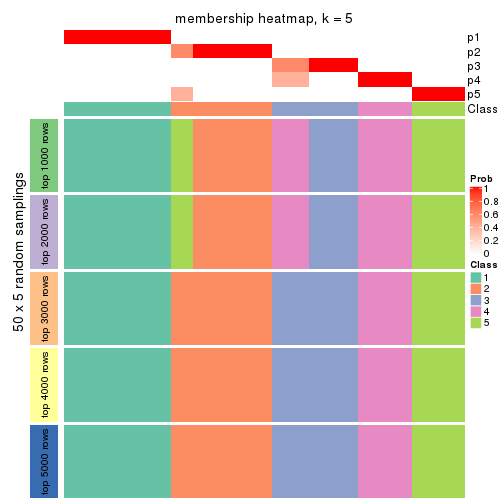 membership heatmap, k = 5
p1
p2
p3
p4
p5
Class
50 x 5 random samplings
top 1000 rows
top 2000 rows
top 3000 rows
top 4000 rows
top 5000 rows
Prob
1
0.8
0.6
0.4
0.2
0
Class
1
2
3
4
5